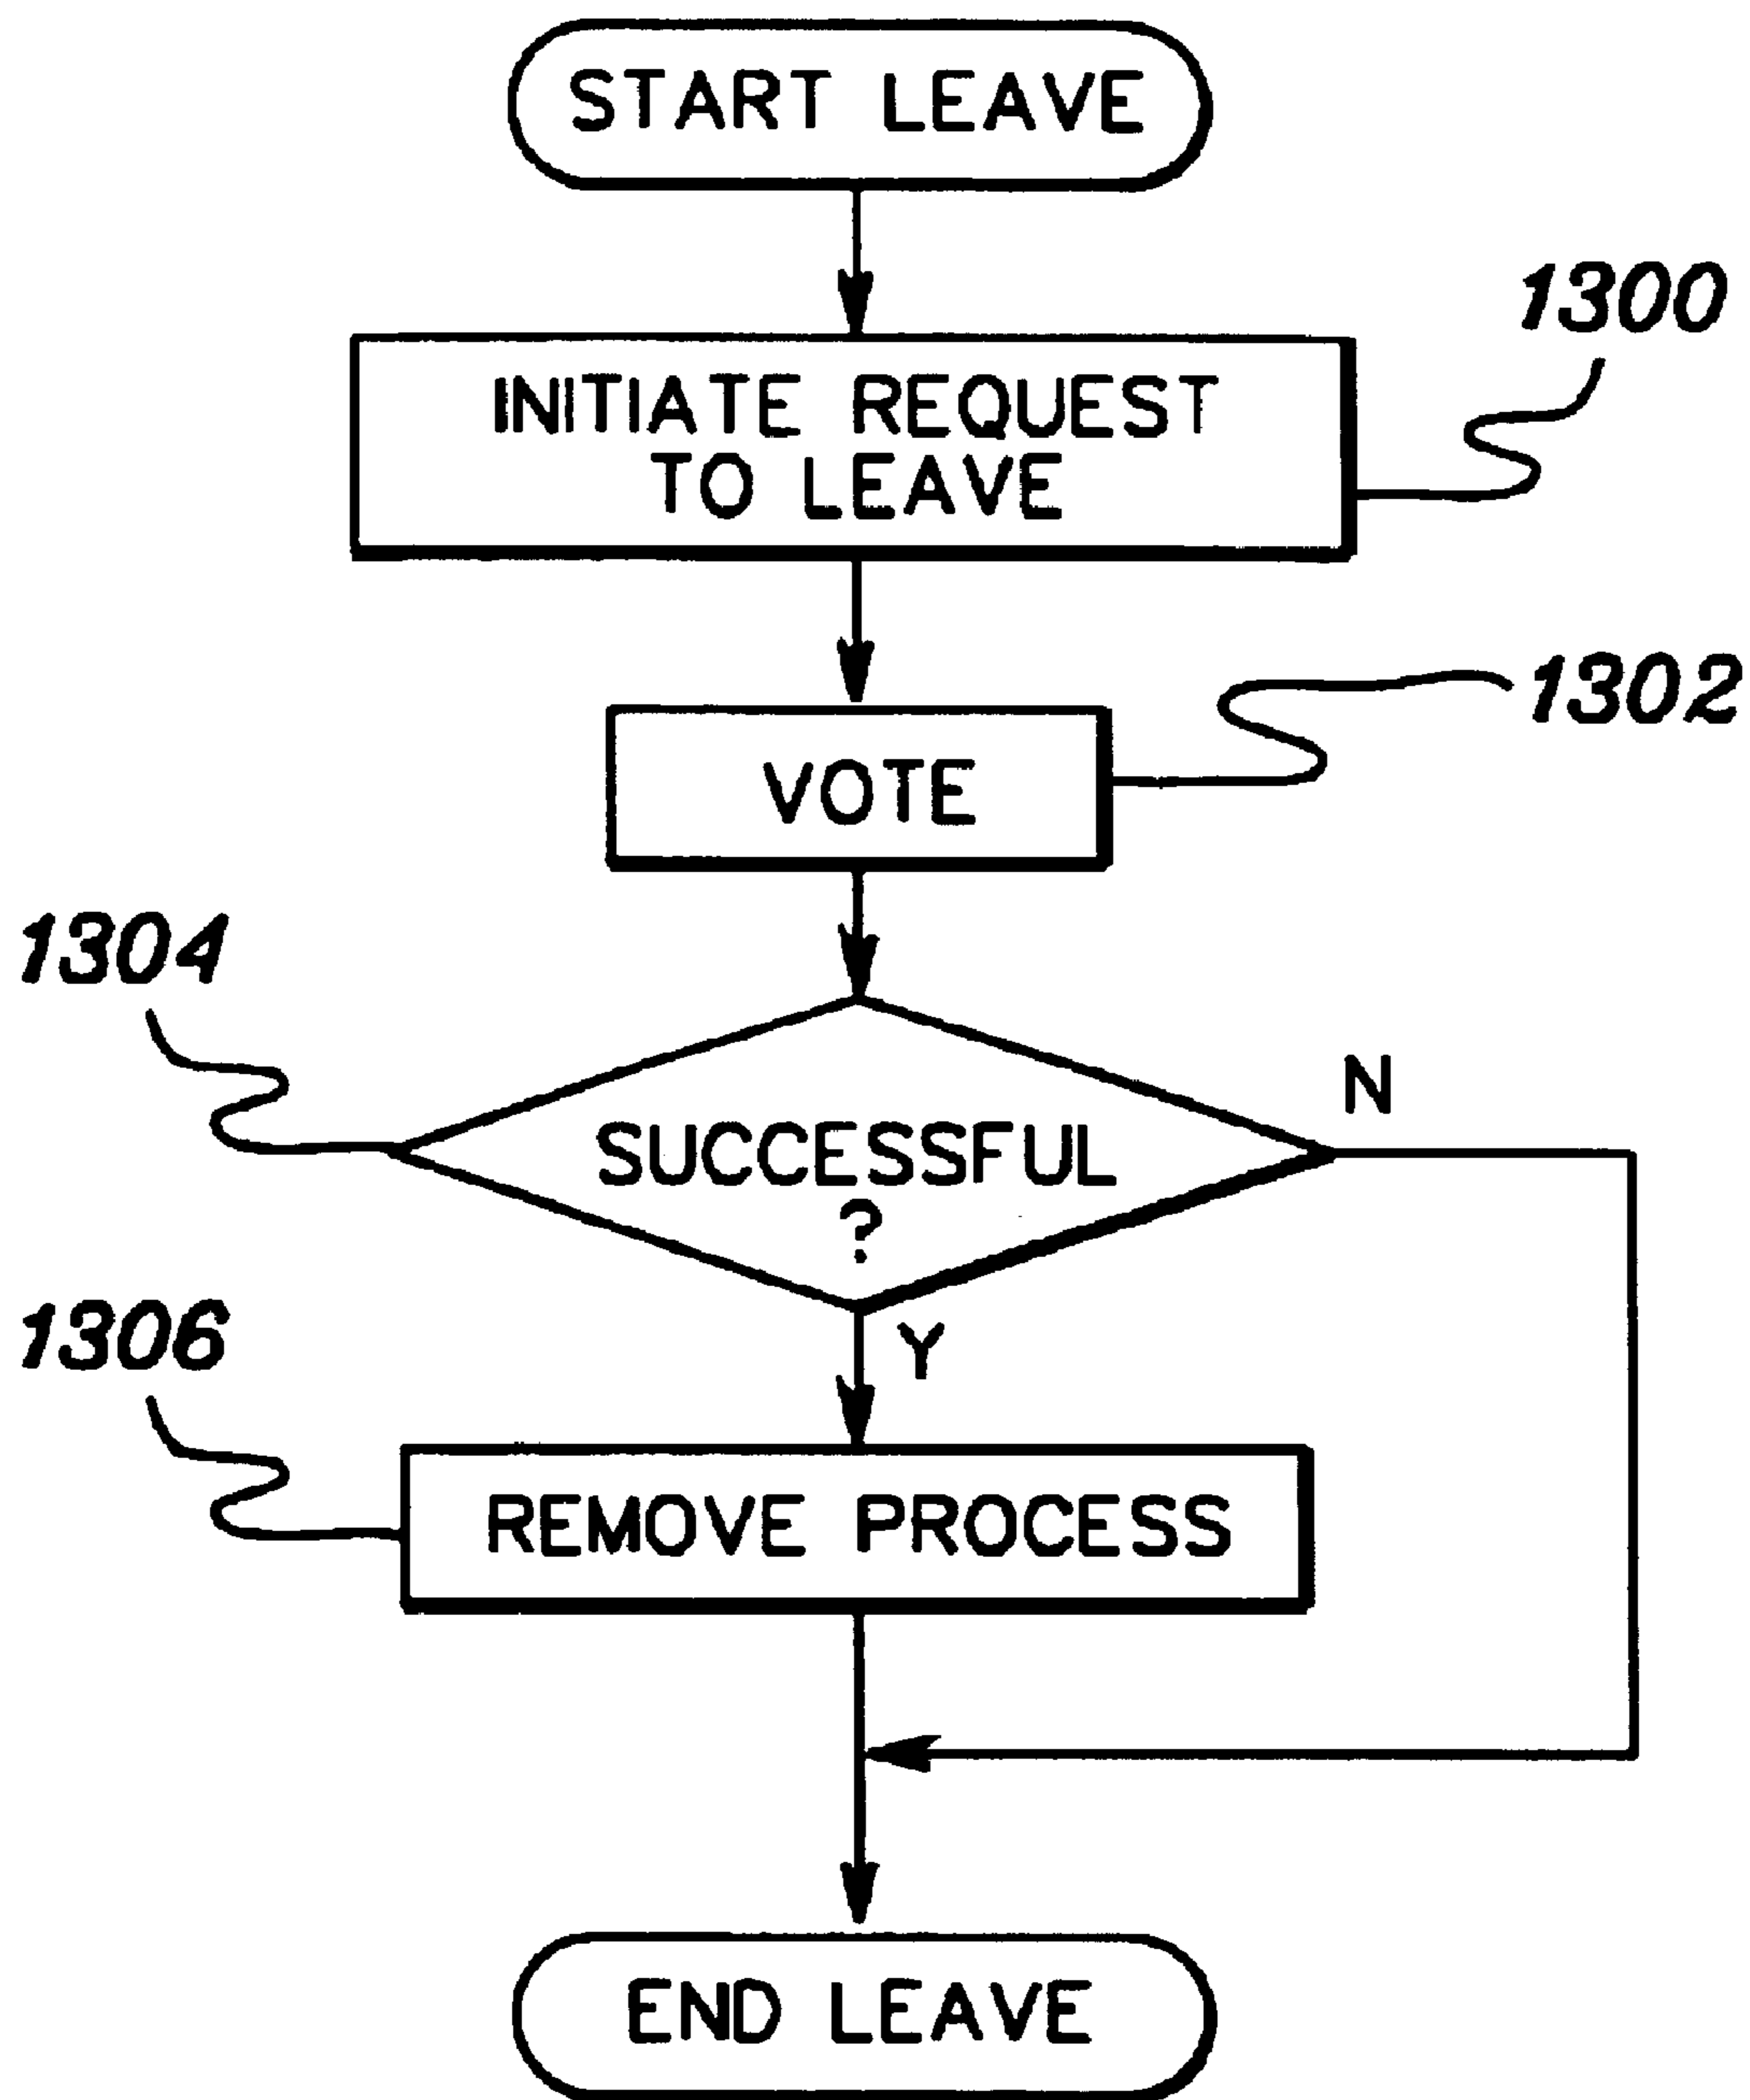 START LEAVE
1300
INITIATE REQUEST
TO LEAVE
1302
VOTE
1304
N
SUCCESSFUL
?
Y
1306
REMOVE PROCESS
END LEAVE